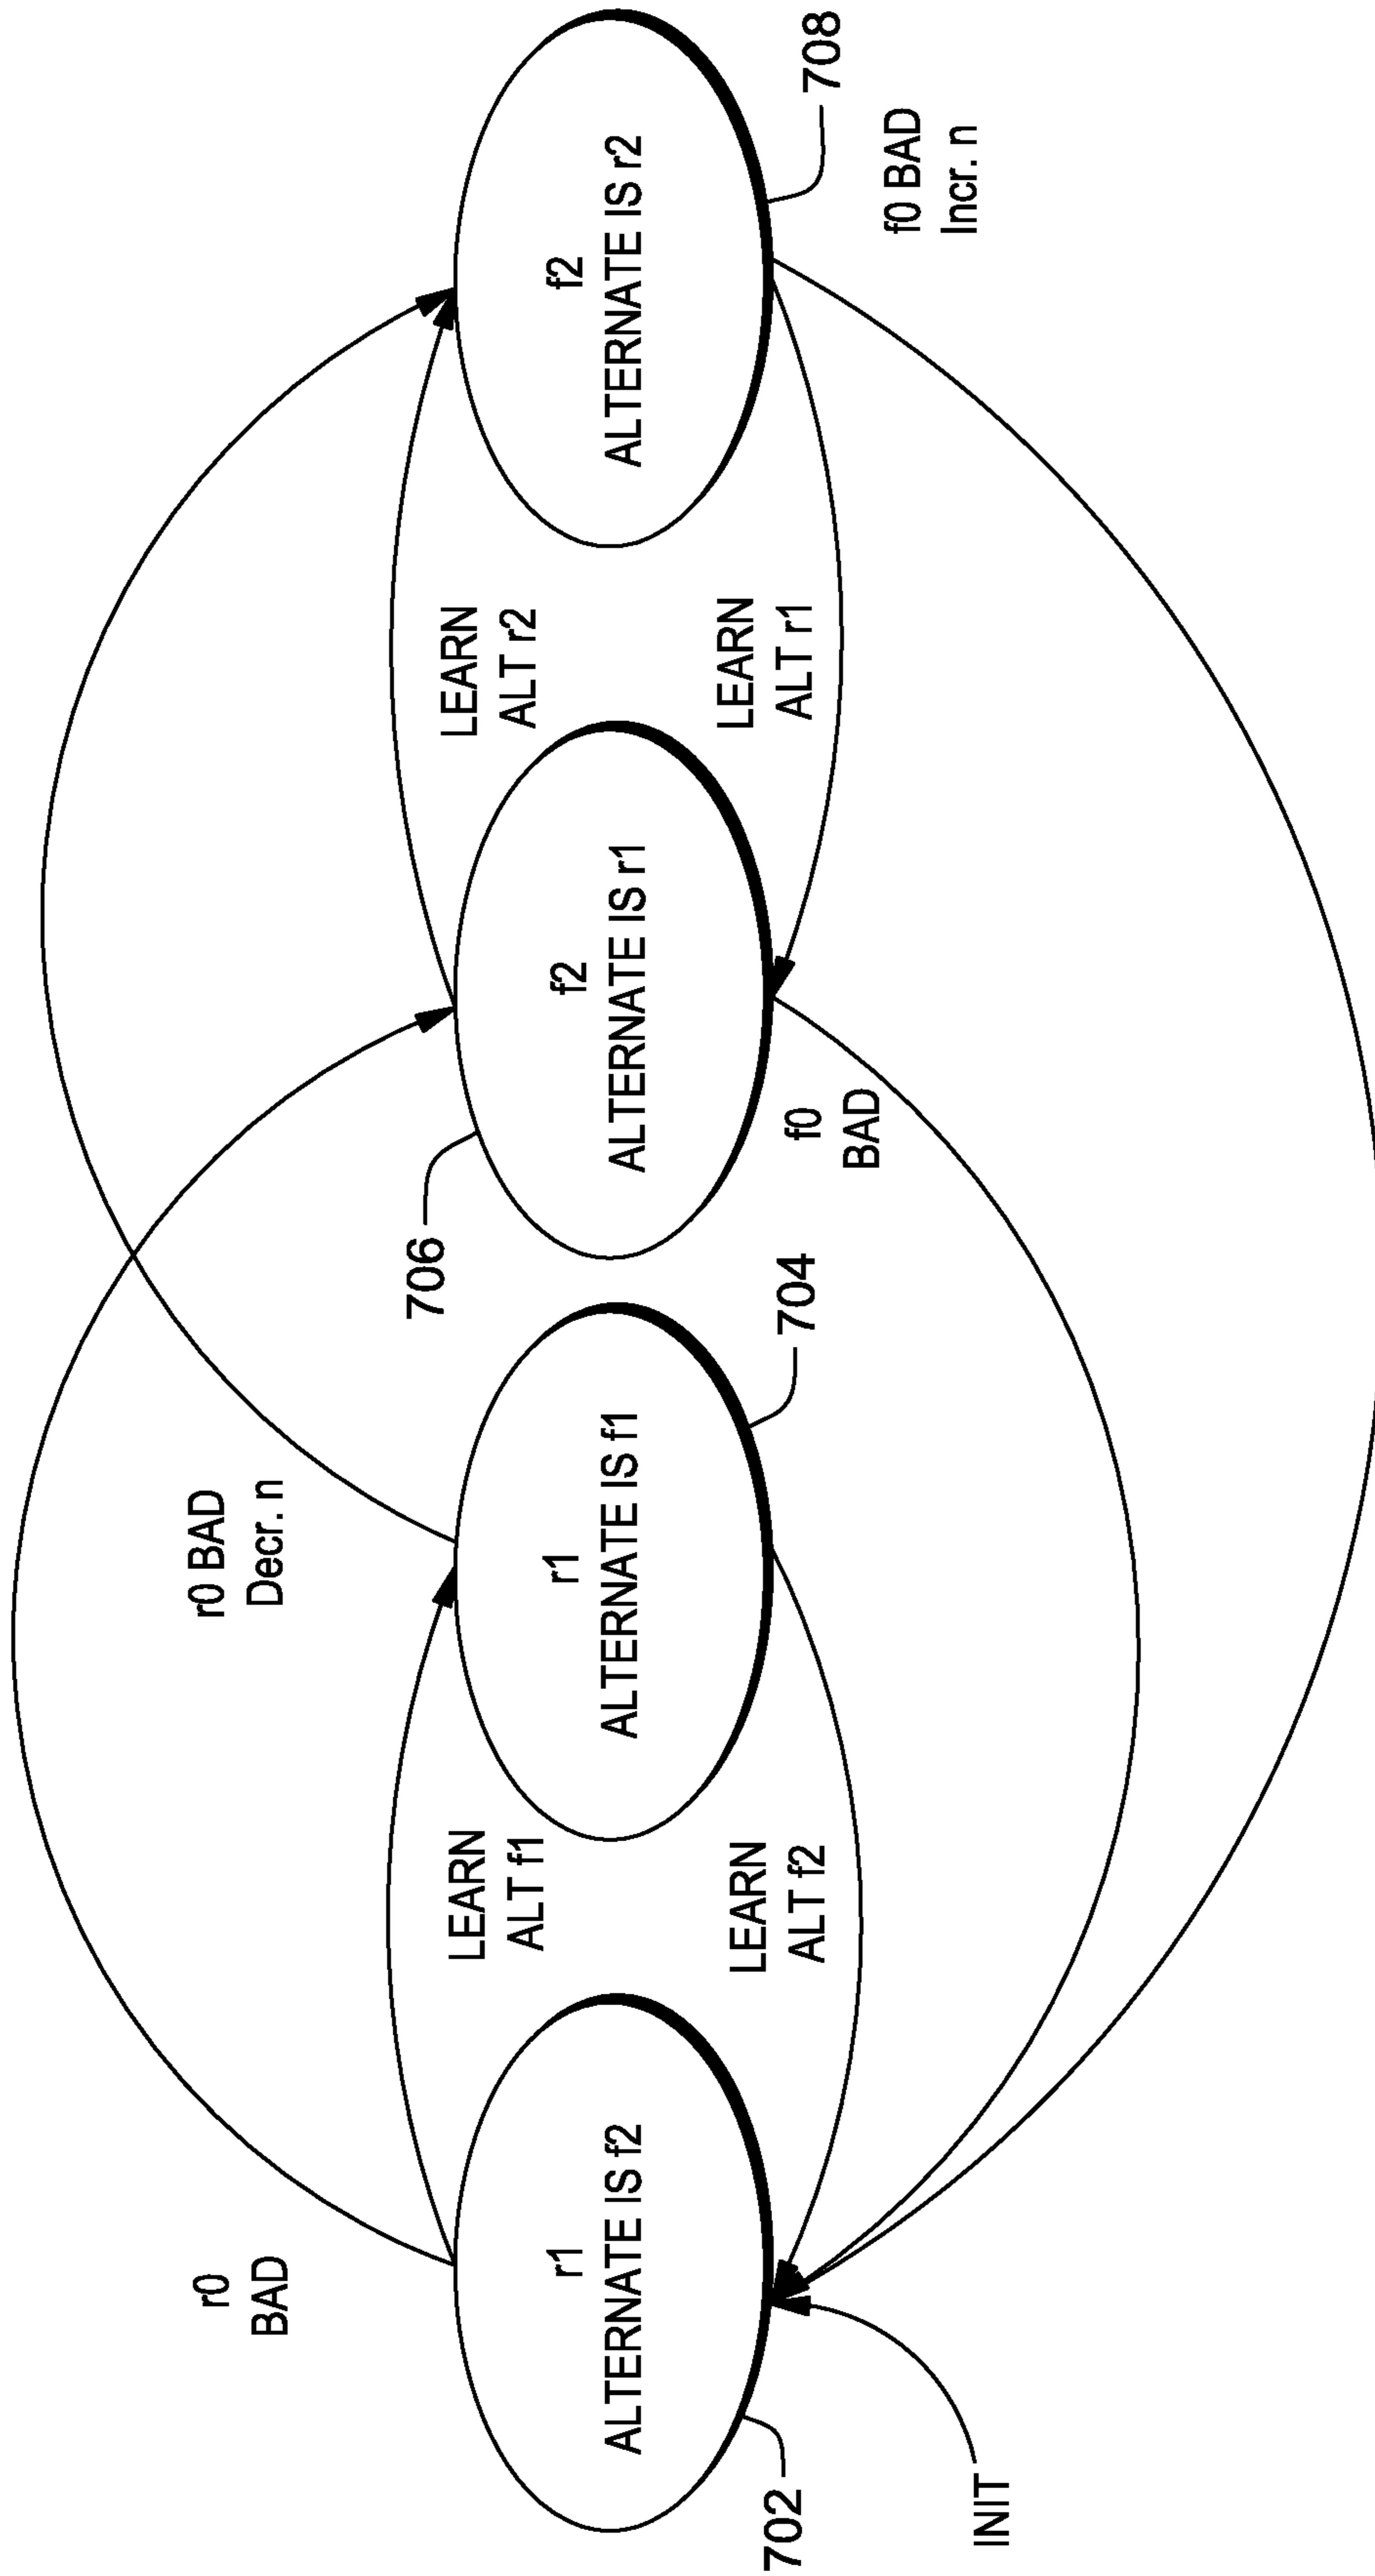 r0
BAD
r0 BAD
Decr. n
LEARN
ALT f1
LEARN
ALT r2
706
r1
ALTERNATE IS f2
r1
ALTERNATE IS f1
f2
ALTERNATE IS r1
f2
ALTERNATE IS r2
LEARN
ALT f2
LEARN
ALT r1
702
704
f0
BAD
708
f0 BAD
Incr. n
INIT